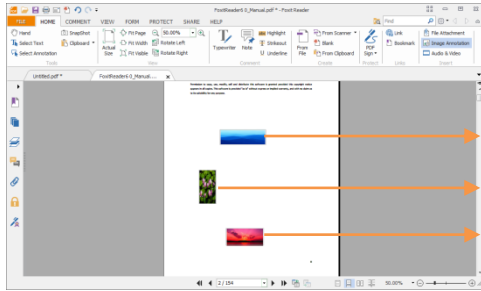 FoxitReader6.0_Manual.pdf * - Foxit Reader
FILE HOME COMMENT VIEW FORM PROTECT SHARE HELP Find
Hand SnapShot Fit Page 50.00% Highlight From Scanner Link File Attachment
Select Text Clipboard Fit Width Rotate Left Strikeout Blank Bookmark Image Annotation
Select Annotation Actual Size Fit Visible Rotate Right Typewriter Note Underline From File From Clipboard PDF Sign Audio & Video
Tools View Comment Create Protect Links Insert
Untitled.pdf * FoxitReader6.0_Manual....
2 / 154 50.00%